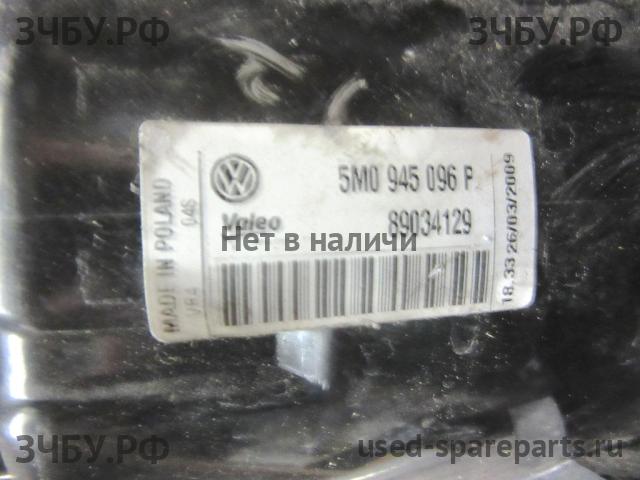 ЗЧБУ.РФ
ЗЧБУ.РФ
MADE IN POLAND
VRA
046
5M0 945 096 P
Valeo
89034129
18.33 26/03/2009
Нет в наличи
ЗЧБУ.РФ
used-spareparts.ru